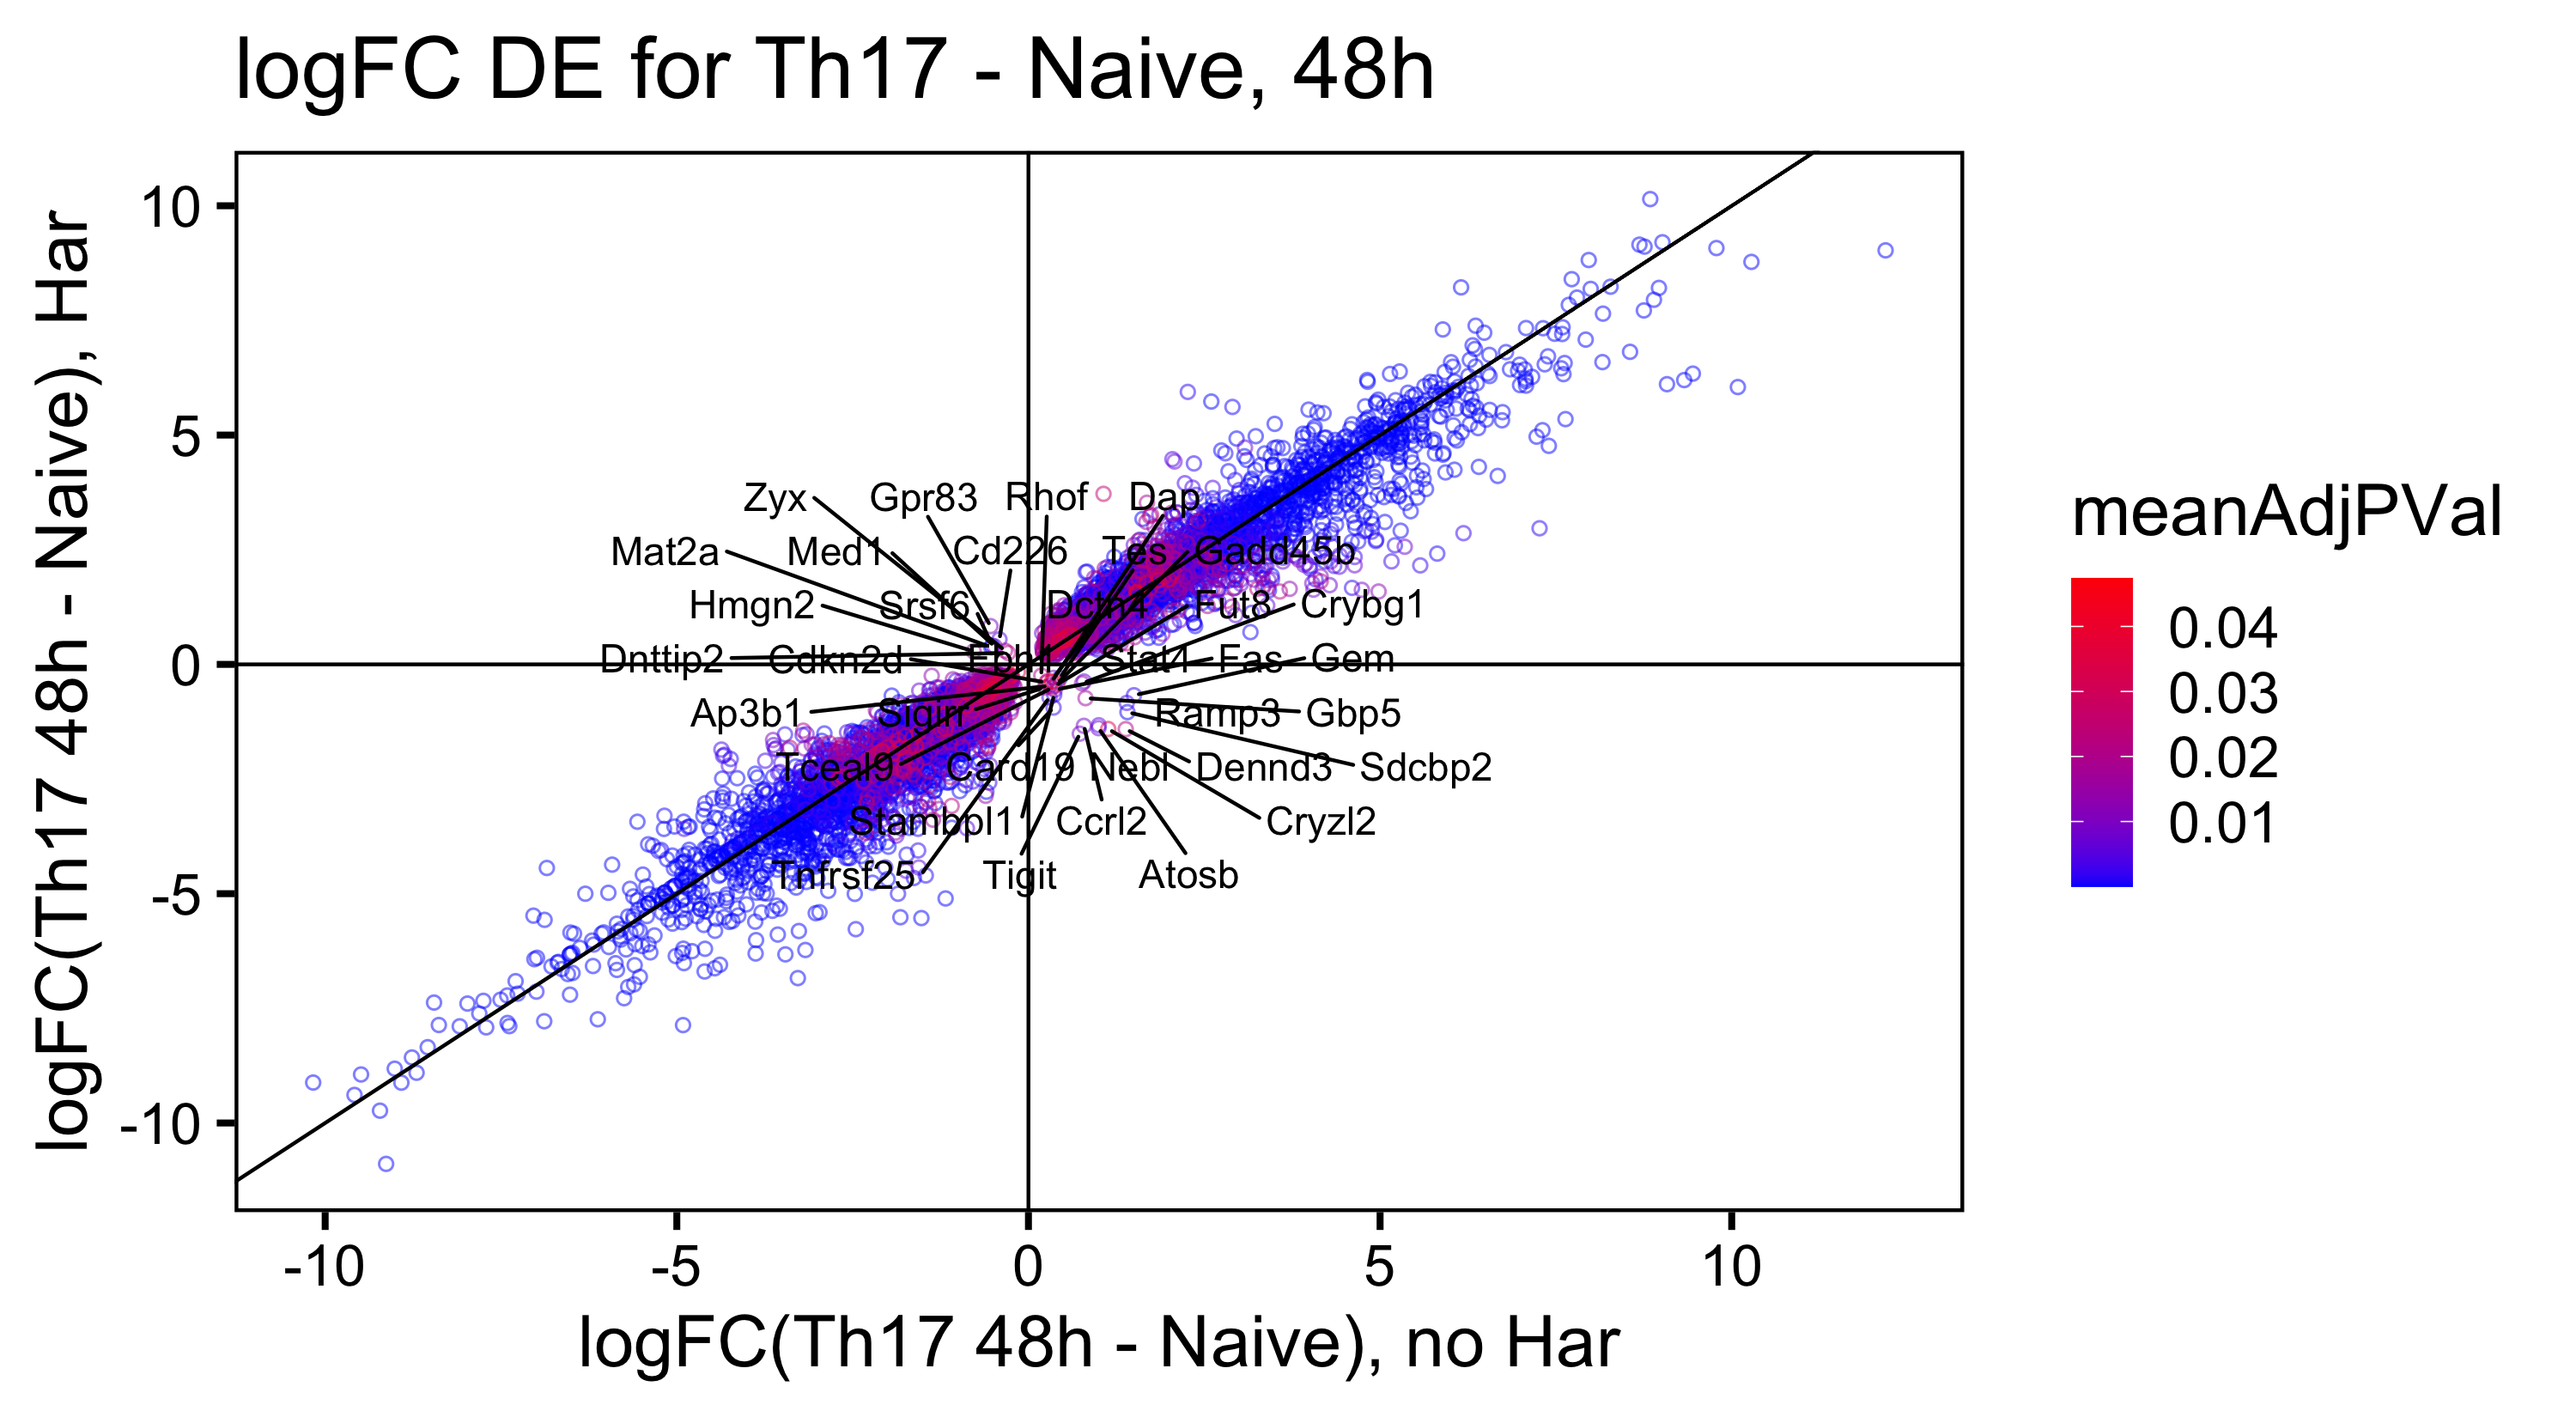 logFC DE for Th17 - Naive, 48h
logFC(Th17 48h - Naive), Har
10
5
0
-5
-10
Zyx Gpr83 Rhof Dap
Mat2a Med1 Cd226 Tes Gadd45b
Hmgn2 Srsf6 Dctn4 Fut8 Crybg1
Dnttip2 Cdkn2d Stat4 Fas Gem
Ap3b1 Sigirr Ramp3 Gbp5
Tceal9 Card19 Nebl Dennd3 Sdcbp2
Stambpl1 Ccrl2 Cryzl2
Tnfrsf25 Tigit Atosb
-10 -5 0 5 10
logFC(Th17 48h - Naive), no Har
meanAdjPVal
0.04
0.03
0.02
0.01